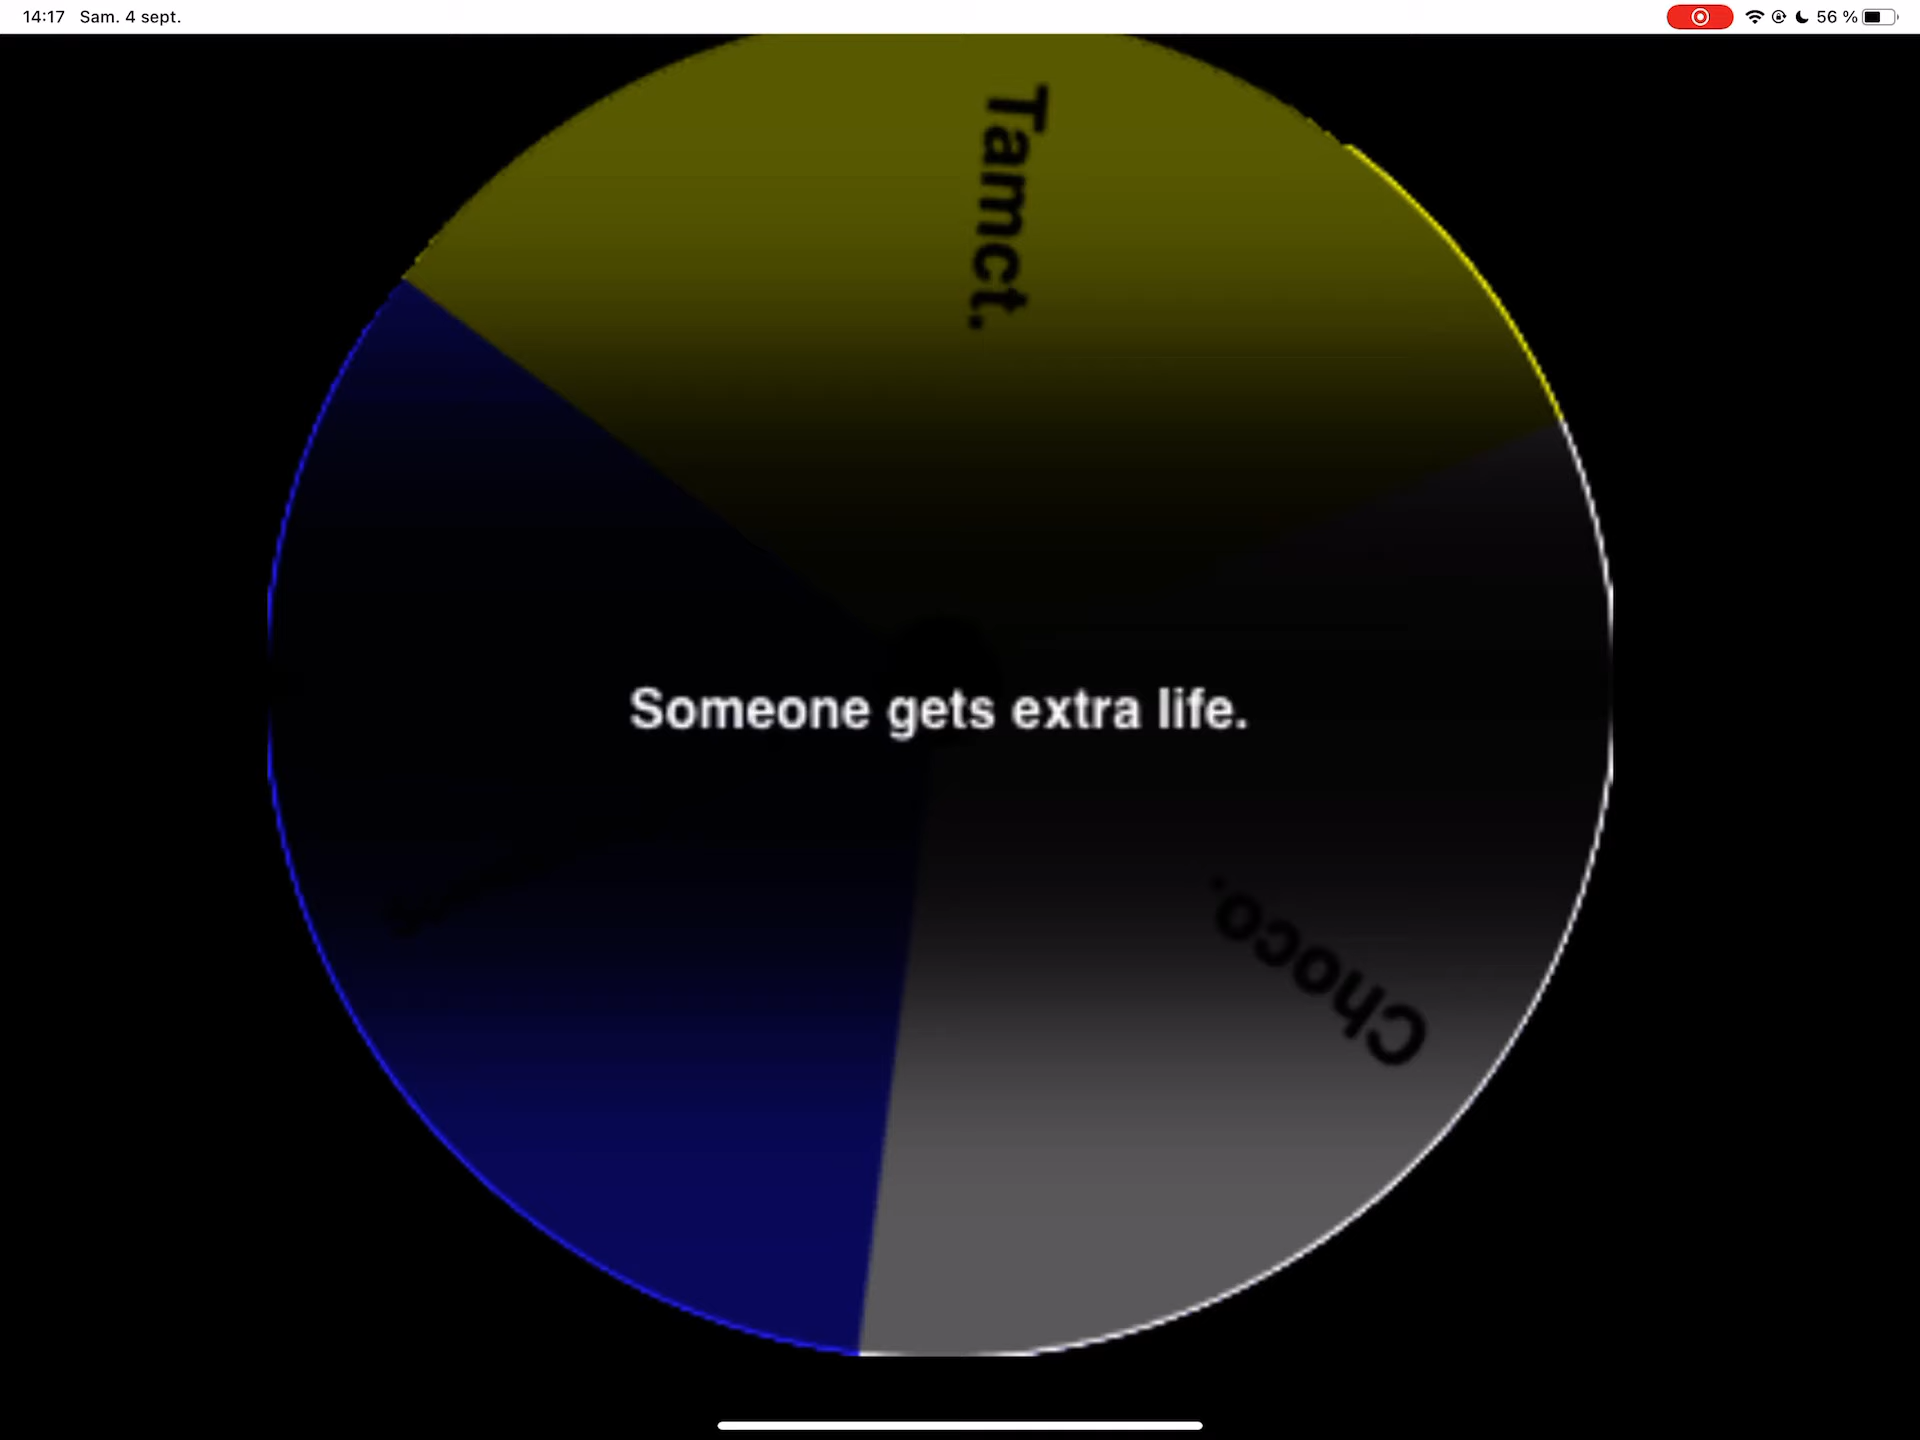 14:17 Sam. 4 sept.
56 %
Tamct.
Someone gets extra life.
Choco.